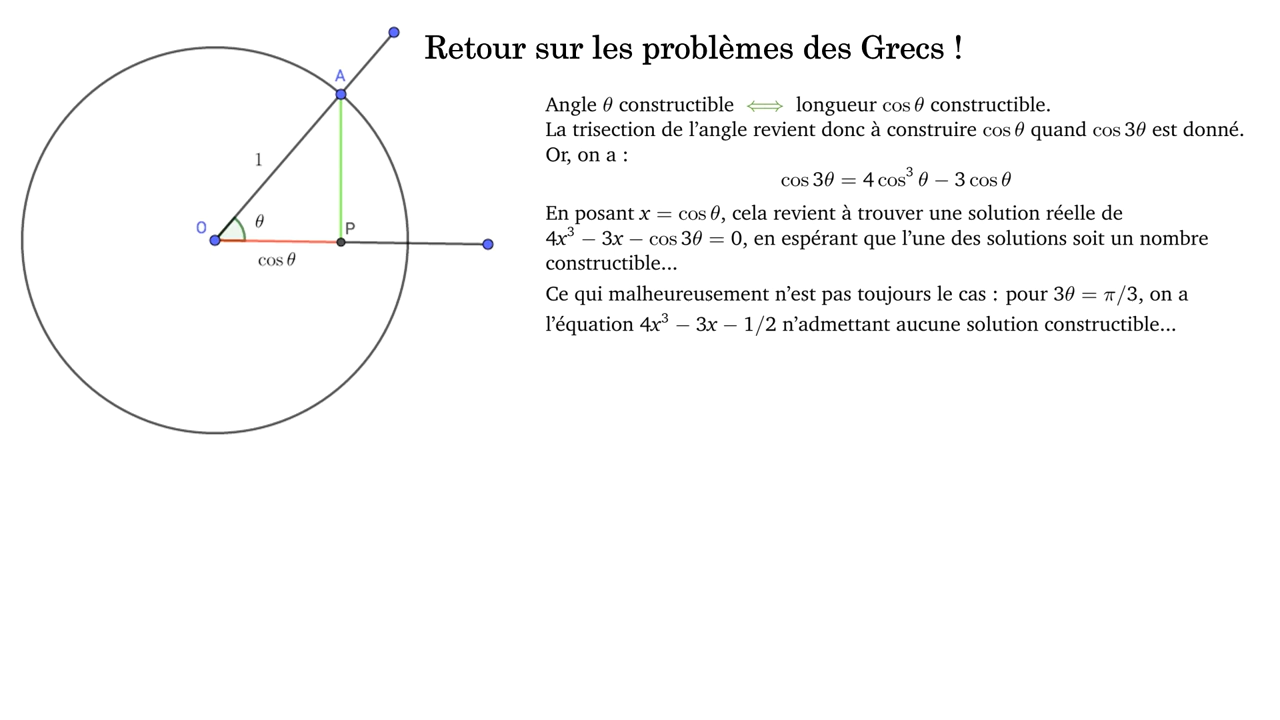 Retour sur les problèmes des Grecs !
A
1
θ
O
P
cos θ
Angle θ constructible ⟺ longueur cos θ constructible.
La trisection de l'angle revient donc à construire cos θ quand cos 3θ est donné.
Or, on a :
cos 3θ = 4 cos³ θ − 3 cos θ
En posant x = cos θ, cela revient à trouver une solution réelle de
4x³ − 3x − cos 3θ = 0, en espérant que l'une des solutions soit un nombre
constructible...
Ce qui malheureusement n'est pas toujours le cas : pour 3θ = π/3, on a
l'équation 4x³ − 3x − 1/2 n'admettant aucune solution constructible...